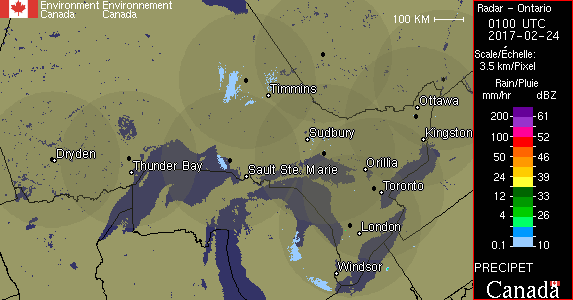 Environment Environnement
Canada Canada
100 KM
Timmins
Ottawa
Sudbury
Kingston
Dryden
Thunder Bay
Sault Ste. Marie
Orillia
Toronto
London
Windsor
Radar - Ontario
0100 UTC
2017-02-24
Scale/Échelle:
3.5 km/Pixel
Rain/Pluie
mm/hr dBZ
200 61
100 52
50 46
24 39
12 33
4 26
0.1 10
PRECIPET
Canada